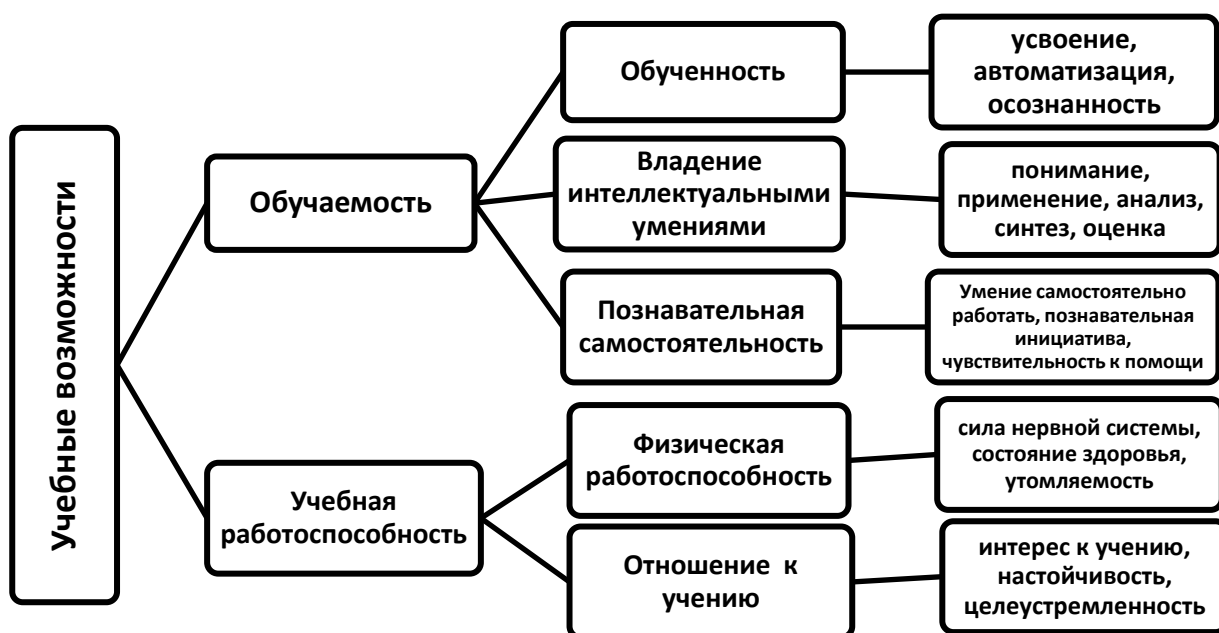 Учебные возможности
Обучаемость
Обученность
усвоение,
автоматизация,
осознанность
Владение
интеллектуальными
умениями
понимание,
применение, анализ,
синтез, оценка
Познавательная
самостоятельность
Умение самостоятельно
работать, познавательная
инициатива,
чувствительность к помощи
Учебная
работоспособность
Физическая
работоспособность
сила нервной системы,
состояние здоровья,
утомляемость
Отношение к
учению
интерес к учению,
настойчивость,
целеустремленность